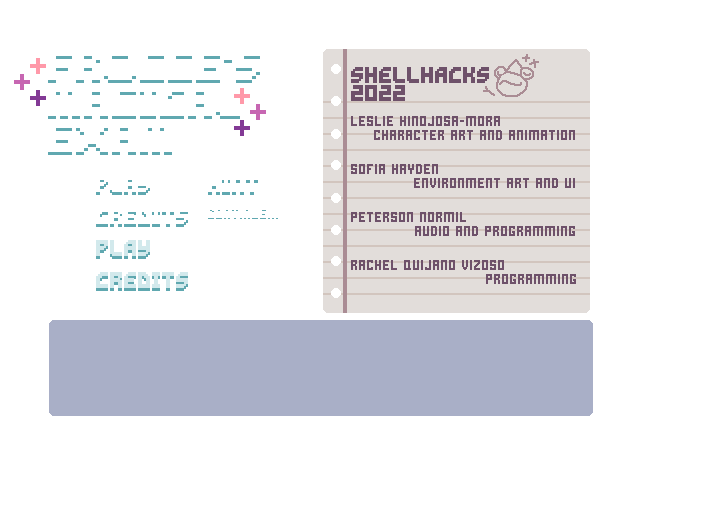 SHELLHACKS
2022
LESLIE HINOJOSA-MORA
CHARACTER ART AND ANIMATION
SOFIA HAYDEN
ENVIRONMENT ART AND UI
PETERSON NORMIL
AUDIO AND PROGRAMMING
RACHEL QUIJANO VIZOSO
PROGRAMMING
PLAY
CREDITS